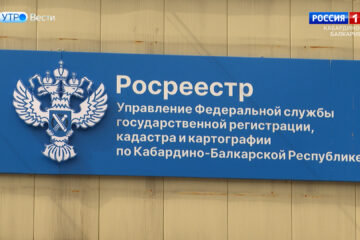 УТРО Вести
РОССИЯ 1
КАБАРДИНО
БАЛКАРИЯ
Росреестр
Управление Федеральной службы
государственной регистрации,
кадастра и картографии
по Кабардино-Балкарской Республике